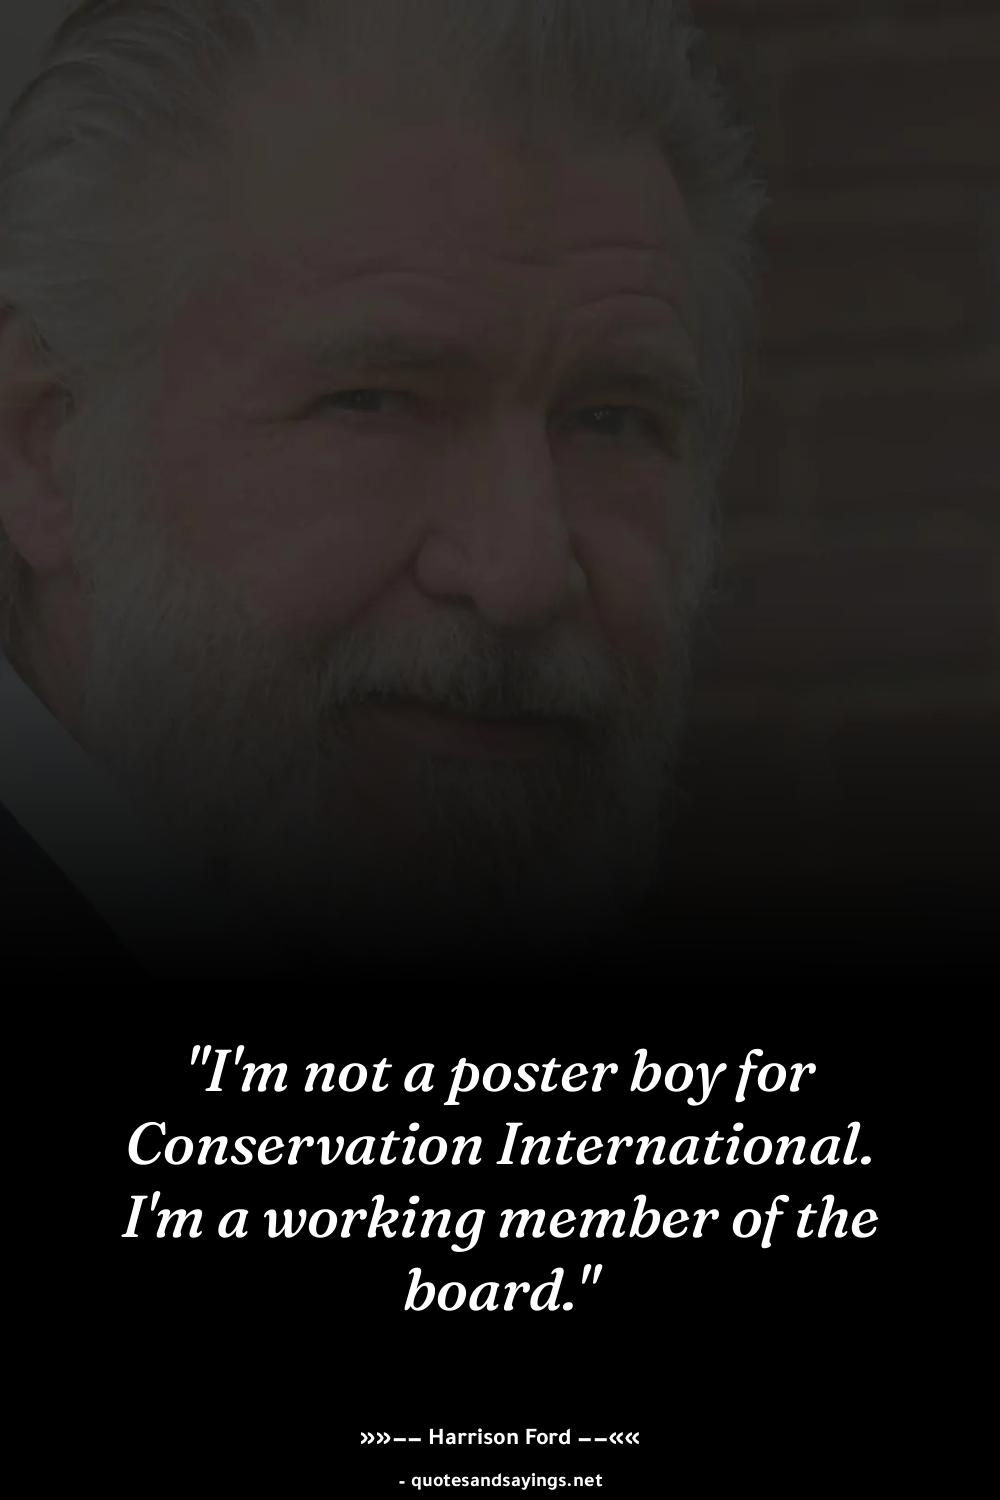 "I'm not a poster boy for
Conservation International.
I'm a working member of the
board."
»»−− Harrison Ford −−««
- quotesandsayings.net